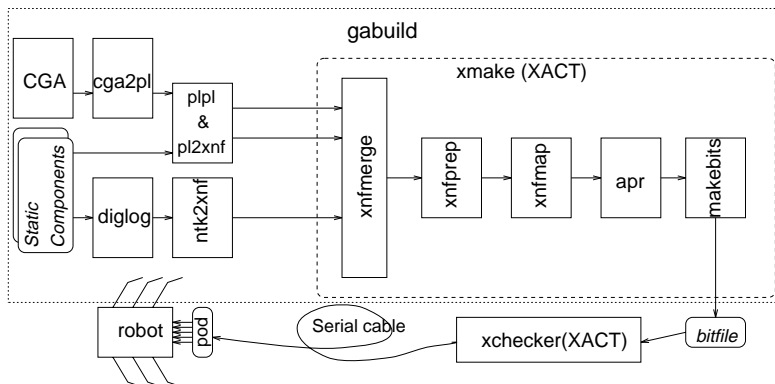 gabuild
xmake (XACT)
CGA
cga2pl
plpl
&
pl2xnf
Static
Components
diglog
ntk2xnf
xnfmerge
xnfprep
xnfmap
apr
makebits
robot
pod
Serial cable
xchecker(XACT)
bitfile